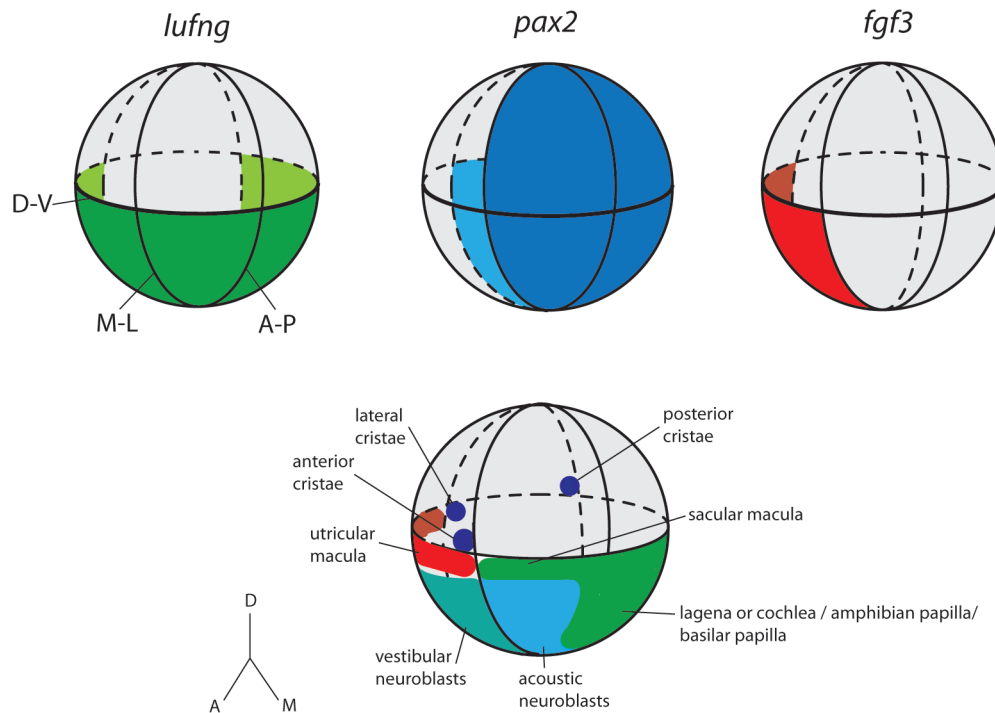 lufng
pax2
fgf3
D-V
M-L
A-P
lateral
cristae
anterior
cristae
utricular
macula
posterior
cristae
sacular macula
lagena or cochlea / amphibian papilla/
basilar papilla
vestibular
neuroblasts
acoustic
neuroblasts
D
A
M